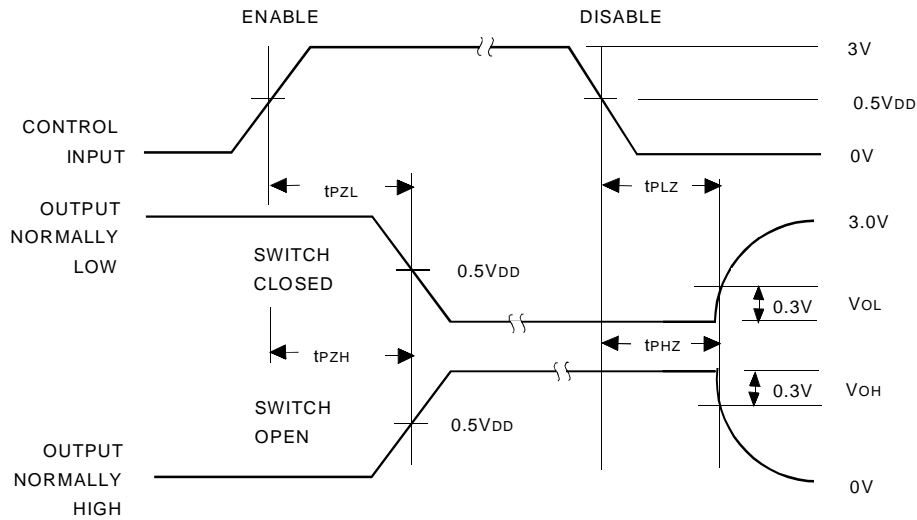 ENABLE
DISABLE
3V
0.5VDD
CONTROL
INPUT
0V
tPZL
tPLZ
OUTPUT
NORMALLY
LOW
3.0V
SWITCH
CLOSED
0.5VDD
0.3V
VOL
tPZH
tPHZ
SWITCH
OPEN
0.5VDD
0.3V
VOH
OUTPUT
NORMALLY
HIGH
0V